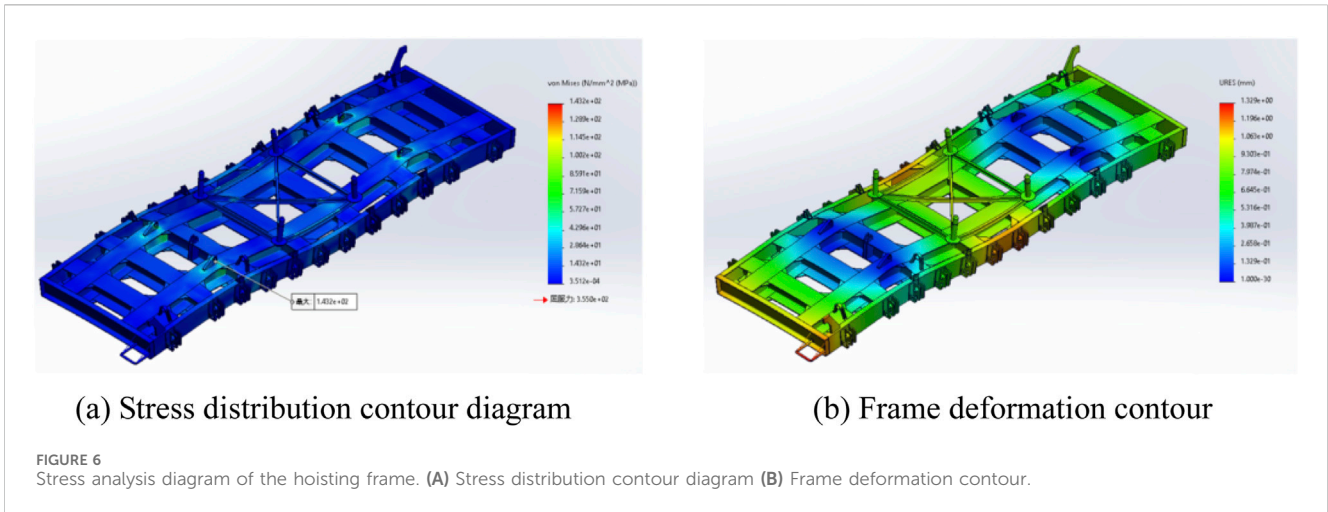 von Mises (N/mm^2 (MPa))
1.432e+02
1.289e+02
1.145e+02
1.002e+02
8.591e+01
7.159e+01
5.727e+01
4.296e+01
2.864e+01
1.432e+01
3.512e-04
屈服力: 3.550e+02
最大: 1.432e+02
URES (mm)
1.329e+00
1.196e+00
1.063e+00
9.303e-01
7.974e-01
6.645e-01
5.316e-01
3.987e-01
2.658e-01
1.329e-01
1.000e-30
(a) Stress distribution contour diagram
(b) Frame deformation contour
FIGURE 6
Stress analysis diagram of the hoisting frame. (A) Stress distribution contour diagram (B) Frame deformation contour.